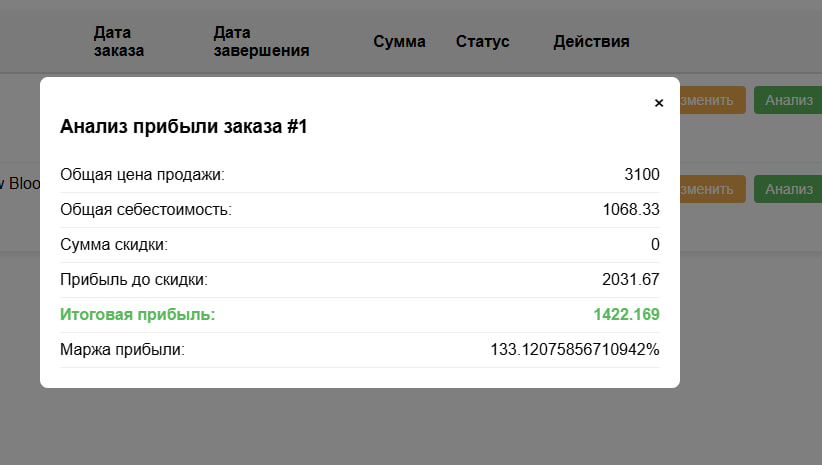 Дата заказа
Дата завершения
Сумма
Статус
Действия
×
Анализ прибыли заказа #1
Общая цена продажи: 3100
Общая себестоимость: 1068.33
Сумма скидки: 0
Прибыль до скидки: 2031.67
Итоговая прибыль: 1422.169
Маржа прибыли: 133.12075856710942%
зменить
Анализ
w Bloo
зменить
Анализ